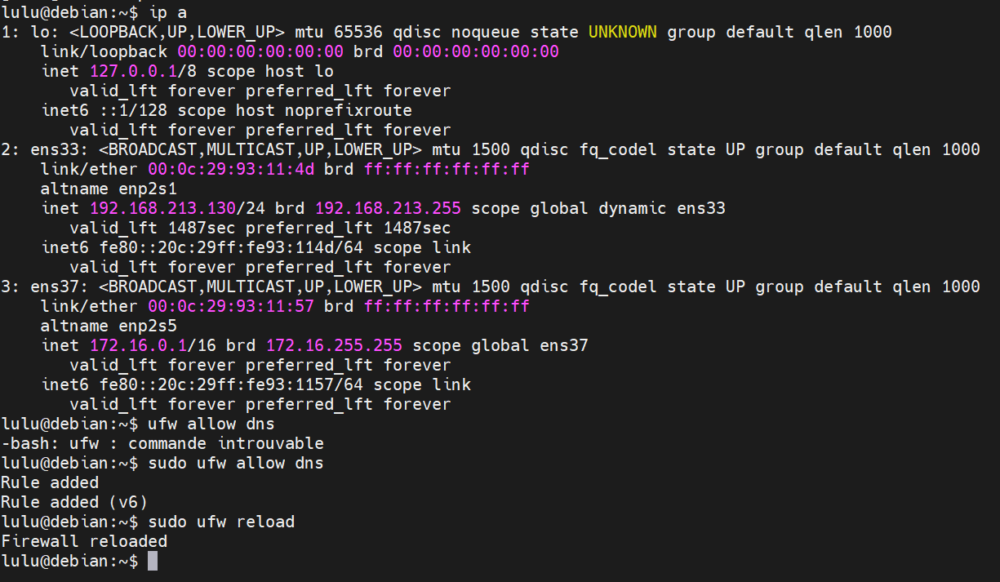 lulu@debian:~$ ip a
1: lo: <LOOPBACK,UP,LOWER_UP> mtu 65536 qdisc noqueue state UNKNOWN group default qlen 1000
    link/loopback 00:00:00:00:00:00 brd 00:00:00:00:00:00
    inet 127.0.0.1/8 scope host lo
       valid_lft forever preferred_lft forever
    inet6 ::1/128 scope host noprefixroute
       valid_lft forever preferred_lft forever
2: ens33: <BROADCAST,MULTICAST,UP,LOWER_UP> mtu 1500 qdisc fq_codel state UP group default qlen 1000
    link/ether 00:0c:29:93:11:4d brd ff:ff:ff:ff:ff:ff
    altname enp2s1
    inet 192.168.213.130/24 brd 192.168.213.255 scope global dynamic ens33
       valid_lft 1487sec preferred_lft 1487sec
    inet6 fe80::20c:29ff:fe93:114d/64 scope link
       valid_lft forever preferred_lft forever
3: ens37: <BROADCAST,MULTICAST,UP,LOWER_UP> mtu 1500 qdisc fq_codel state UP group default qlen 1000
    link/ether 00:0c:29:93:11:57 brd ff:ff:ff:ff:ff:ff
    altname enp2s5
    inet 172.16.0.1/16 brd 172.16.255.255 scope global ens37
       valid_lft forever preferred_lft forever
    inet6 fe80::20c:29ff:fe93:1157/64 scope link
       valid_lft forever preferred_lft forever
lulu@debian:~$ ufw allow dns
-bash: ufw : commande introuvable
lulu@debian:~$ sudo ufw allow dns
Rule added
Rule added (v6)
lulu@debian:~$ sudo ufw reload
Firewall reloaded
lulu@debian:~$